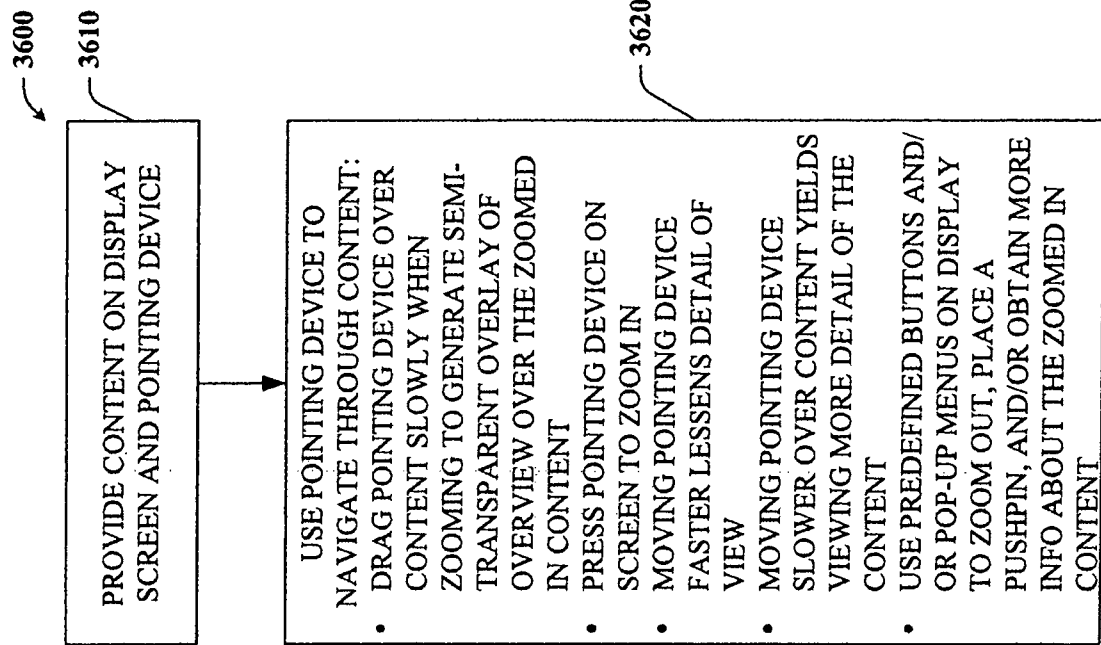 3600
3610
PROVIDE CONTENT ON DISPLAY
SCREEN AND POINTING DEVICE
3620
USE POINTING DEVICE TO
NAVIGATE THROUGH CONTENT:
• DRAG POINTING DEVICE OVER
CONTENT SLOWLY WHEN
ZOOMING TO GENERATE SEMI-
TRANSPARENT OVERLAY OF
OVERVIEW OVER THE ZOOMED
IN CONTENT
• PRESS POINTING DEVICE ON
SCREEN TO ZOOM IN
• MOVING POINTING DEVICE
FASTER LESSENS DETAIL OF
VIEW
• MOVING POINTING DEVICE
SLOWER OVER CONTENT YIELDS
VIEWING MORE DETAIL OF THE
CONTENT
• USE PREDEFINED BUTTONS AND/
OR POP-UP MENUS ON DISPLAY
TO ZOOM OUT, PLACE A
PUSHPIN, AND/OR OBTAIN MORE
INFO ABOUT THE ZOOMED IN
CONTENT